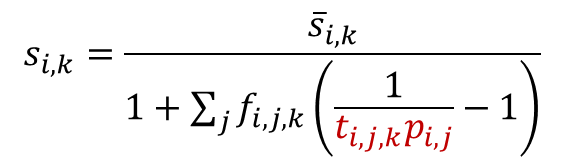 s_{i,k} = \frac{\bar{s}_{i,k}}{1 + \sum_j f_{i,j,k} \left( \frac{1}{t_{i,j,k} p_{i,j}} - 1 \right)}